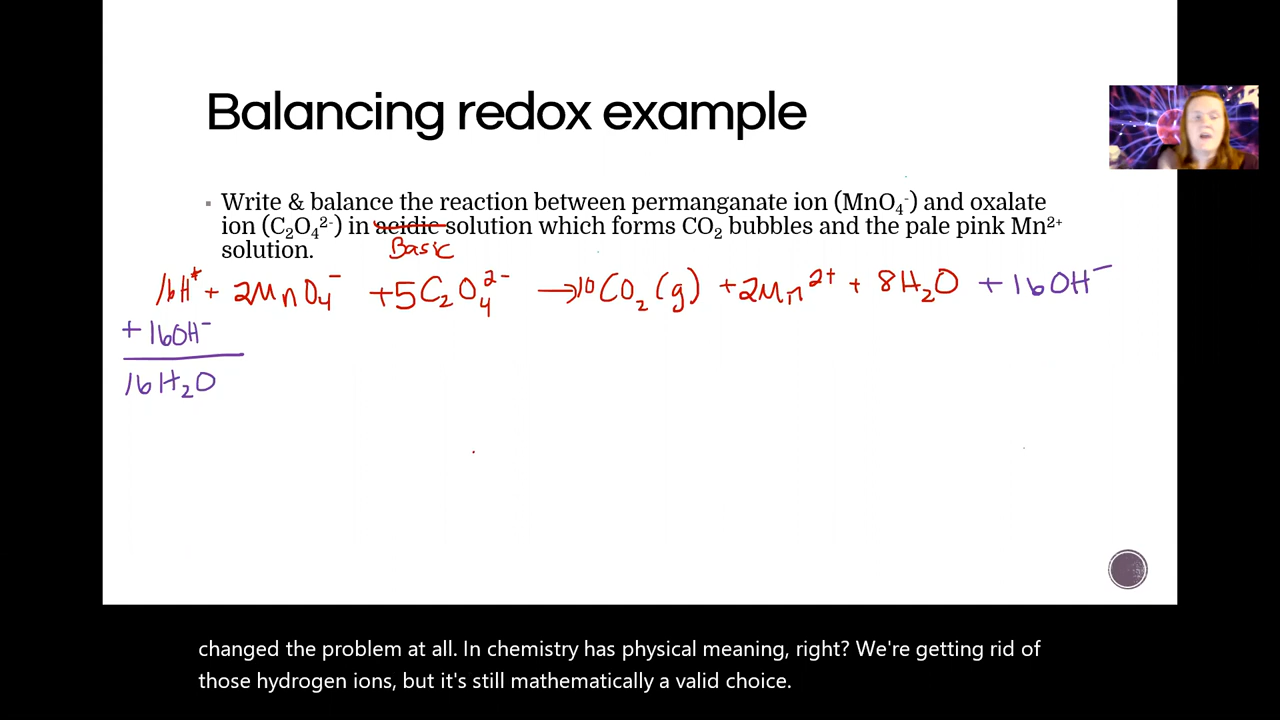 Balancing redox example
▪ Write & balance the reaction between permanganate ion (MnO₄⁻) and oxalate
ion (C₂O₄²⁻) in acidic solution which forms CO₂ bubbles and the pale pink Mn²⁺
Basic
solution.
16H⁺ + 2MnO₄⁻ + 5C₂O₄²⁻ → 10CO₂(g) + 2Mn²⁺ + 8H₂O + 16OH⁻
+ 16OH⁻
16H₂O
changed the problem at all. In chemistry has physical meaning, right? We're getting rid of
those hydrogen ions, but it's still mathematically a valid choice.